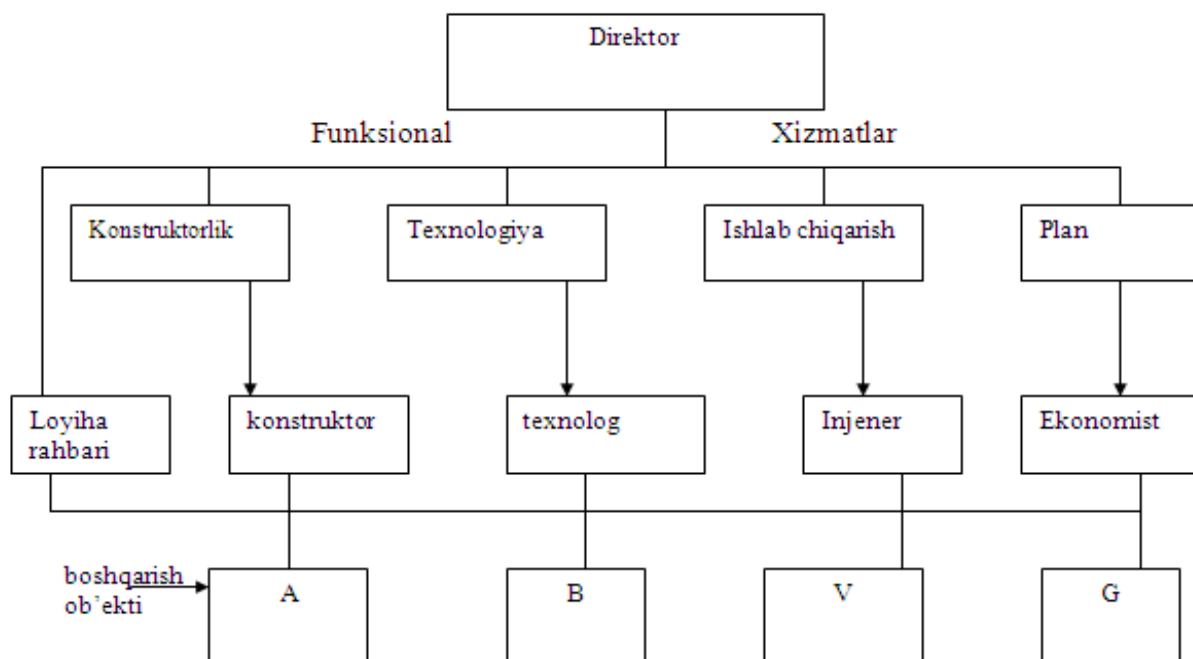 Direktor
Funksional
Xizmatlar
Konstruktorlik
Texnologiya
Ishlab chiqarish
Plan
Loyiha
rahbari
konstruktor
texnolog
Injener
Ekonomist
boshqarish
ob’ekti
A
B
V
G